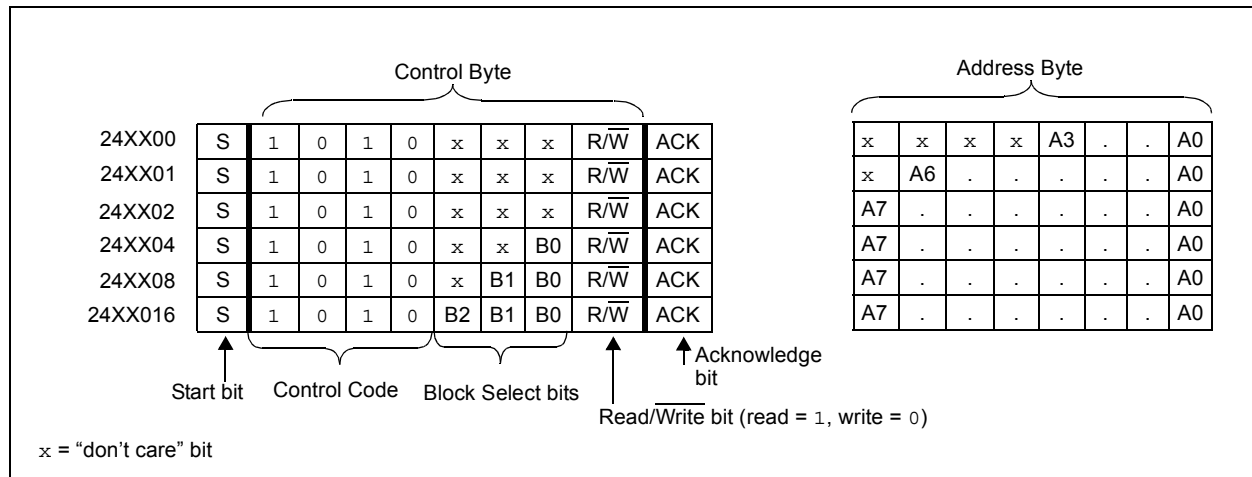 Control Byte
Address Byte
24XX00 S 1 0 1 0 x x x R/W ACK x x x x A3 . . A0
24XX01 S 1 0 1 0 x x x R/W ACK x A6 . . . . . A0
24XX02 S 1 0 1 0 x x x R/W ACK A7 . . . . . . A0
24XX04 S 1 0 1 0 x x B0 R/W ACK A7 . . . . . . A0
24XX08 S 1 0 1 0 x B1 B0 R/W ACK A7 . . . . . . A0
24XX016 S 1 0 1 0 B2 B1 B0 R/W ACK A7 . . . . . . A0
Start bit
Control Code
Block Select bits
Acknowledge
bit
Read/Write bit (read = 1, write = 0)
x = “don’t care” bit